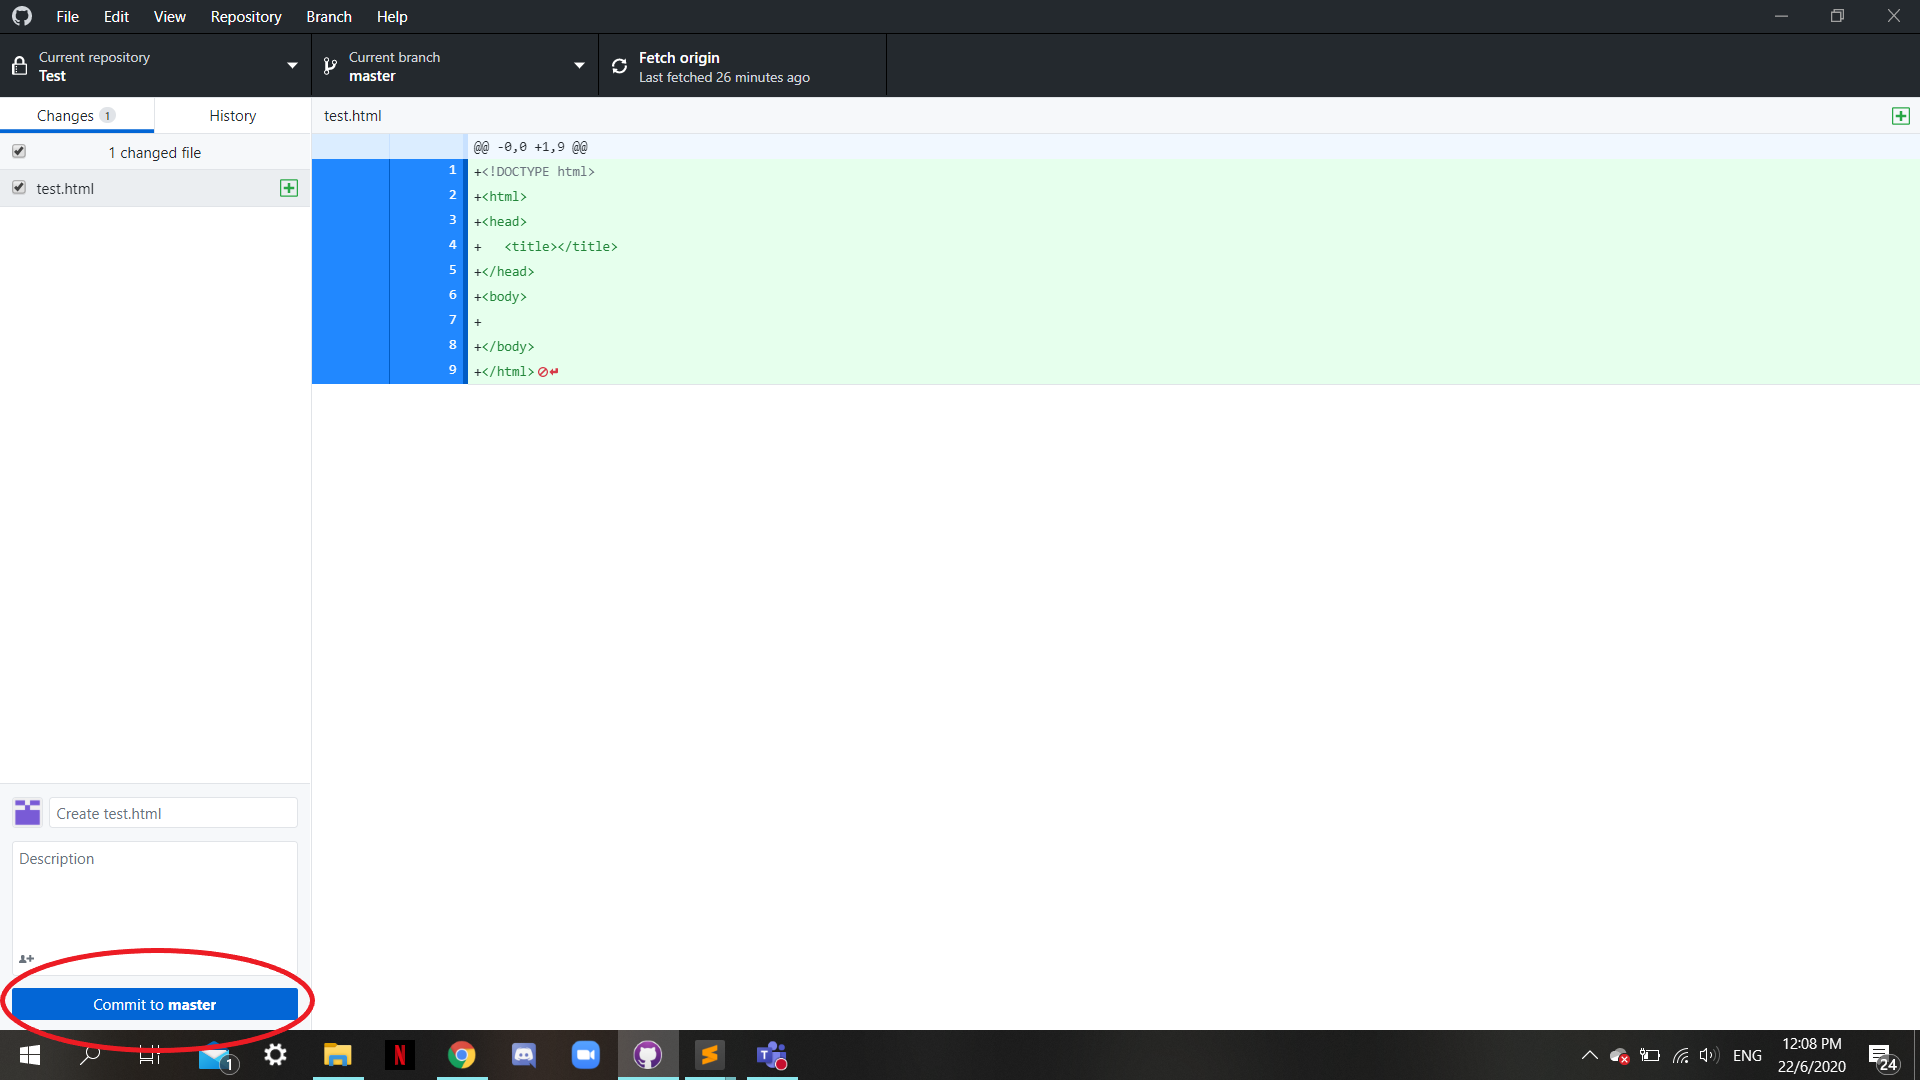 File Edit View Repository Branch Help
Current repository
Test
Current branch
master
Fetch origin
Last fetched 26 minutes ago
Changes 1 History
test.html
1 changed file
test.html
@@ -0,0 +1,9 @@
1 +<!DOCTYPE html>
2 +<html>
3 +<head>
4 + <title></title>
5 +</head>
6 +<body>
7 +
8 +</body>
9 +</html>
Create test.html
Description
Commit to master
1
N
T
ENG
12:08 PM
22/6/2020
24